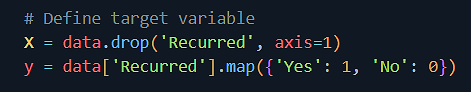 # Define target variable
X = data.drop('Recurred', axis=1)
y = data['Recurred'].map({'Yes': 1, 'No': 0})